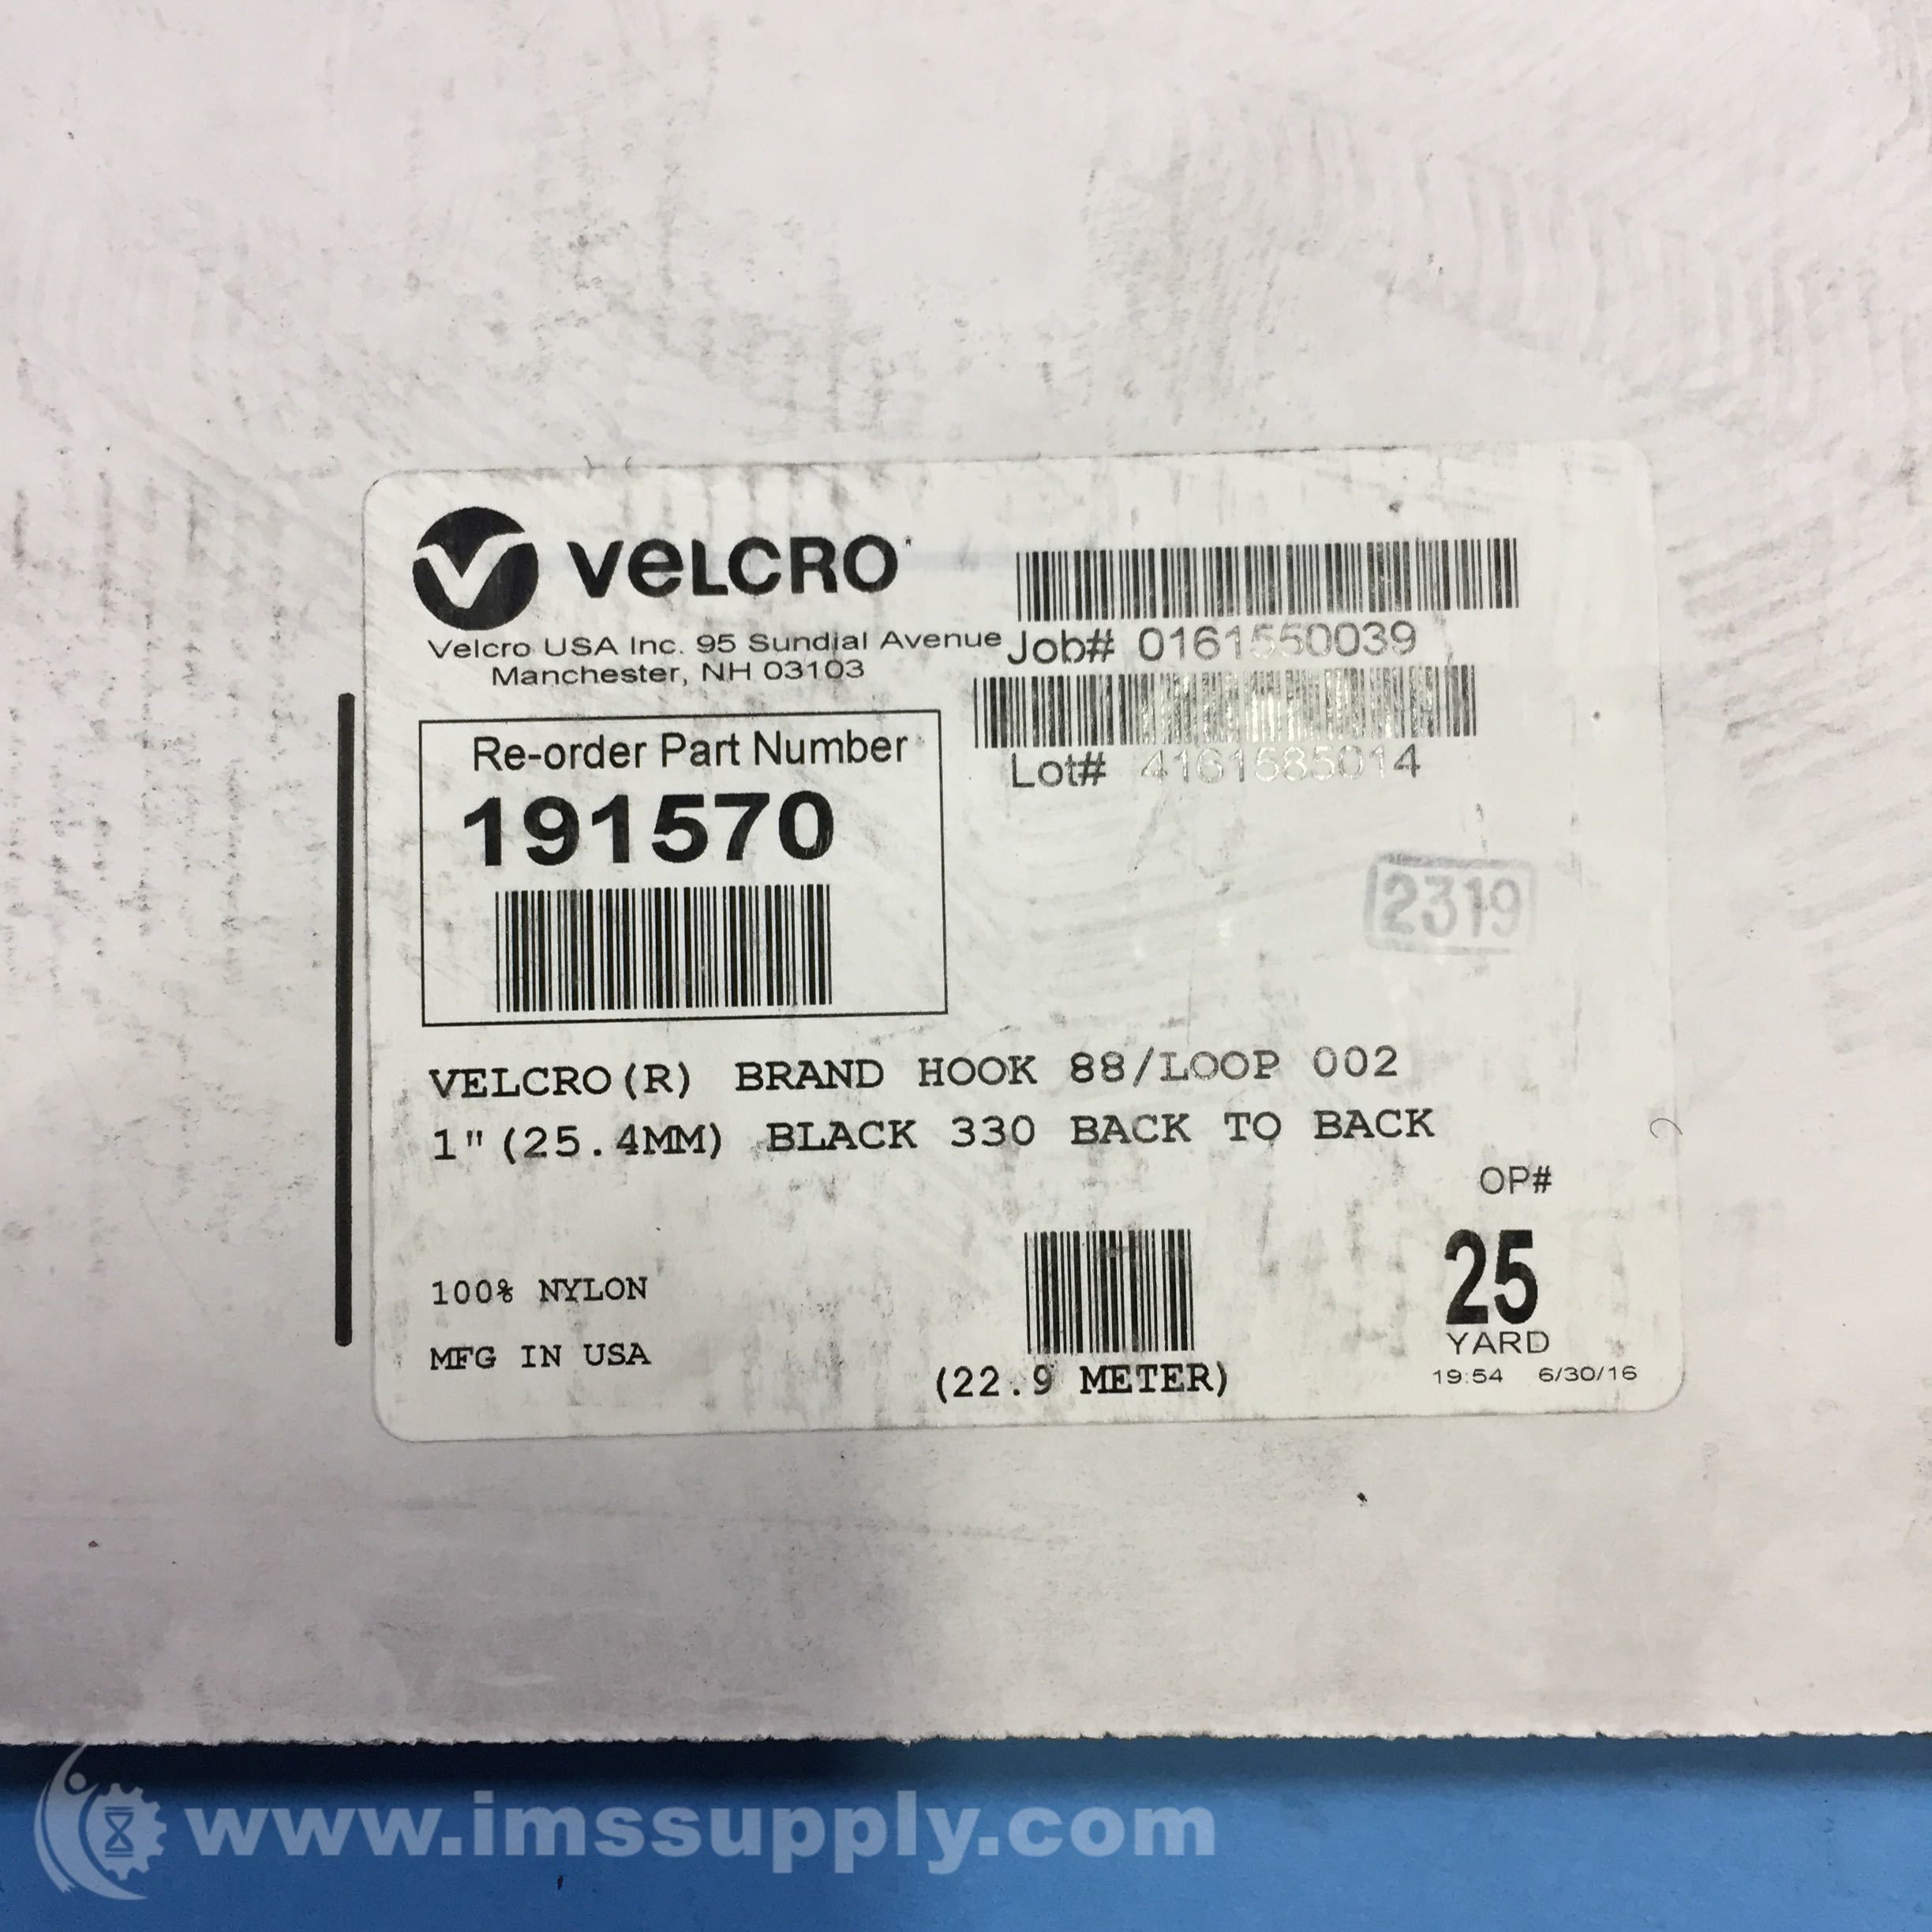 VELCRO
Velcro USA Inc. 95 Sundial Avenue
Manchester, NH 03103
Job# 0161550039
Lot# 4161585014
Re-order Part Number
191570
2319
VELCRO(R) BRAND HOOK 88/LOOP 002
1"(25.4MM) BLACK 330 BACK TO BACK
OP#
100% NYLON
25
YARD
MFG IN USA
(22.9 METER)
19:54 6/30/16
www.imssupply.com